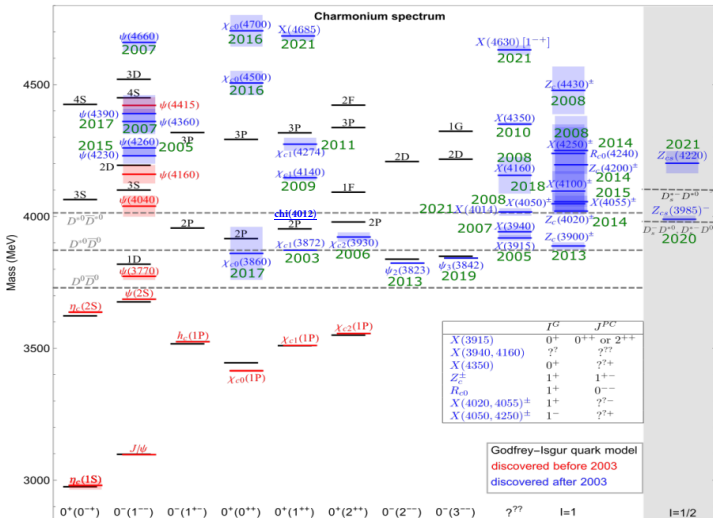 Charmonium spectrum
ψ(4660)
2007
χc0(4700)
2016
X(4685)
2021
X(4630) [1⁻⁺]
2021
3D
χc0(4500)
2016
Zc(4430)±
2008
4500
4S
4S
ψ(4415)
2F
ψ(4390)
2017
2007
ψ(4360)
3P
3P
3P
3P
1G
X(4350)
2010
2008
X(4250)±
2014
2015
ψ(4260)
2005
2011
χc1(4274)
Rc0(4240)
2021
Zcs(4220)
ψ(4230)
2D
2D
2D
2008
X(4160)
Zc(4200)±
2014
ψ(4160)
χc1(4140)
2009
2018
X(4100)±
2015
3S
3S
1F
2008
X(4050)±
X(4055)±
Ds*⁻D*⁰
ψ(4040)
chi(4012)
2021
X(4014)
Zc(4020)±
2014
Zcs(3985)⁻
4000
D*⁰D̅*⁰
2P
2P
2P
2P
2007
X(3940)
Ds⁻D*⁰, Ds*⁻D⁰
χc1(3872)
χc2(3930)
X(3915)
Zc(3900)±
2020
D*⁰D̅⁰
χc0(3860)
2017
2003
2006
2005
2013
1D
ψ(3770)
ψ2(3823)
2013
ψ3(3842)
2019
D⁰D̅⁰
ψ(2S)
ηc(2S)
hc(1P)
χc1(1P)
χc2(1P)
χc0(1P)
3500
Mass (MeV)
I^G J^PC
X(3915) 0⁺ 0⁺⁺ or 2⁺⁺
X(3940, 4160) ?^? ?^??
X(4350) 0⁺ ?^?+
Zc± 1⁺ 1⁺⁻
Rc0 1⁺ 0⁻⁻
X(4020, 4055)± 1⁺ ?^?-
X(4050, 4250)± 1⁻ ?^?+
J/ψ
Godfrey-Isgur quark model
discovered before 2003
discovered after 2003
3000
ηc(1S)
0⁺(0⁻⁺) 0⁻(1⁻⁻) 0⁻(1⁺⁻) 0⁺(0⁺⁺) 0⁺(1⁺⁺) 0⁺(2⁺⁺) 0⁻(2⁻⁻) 0⁻(3⁻⁻) ?^?? I=1 I=1/2